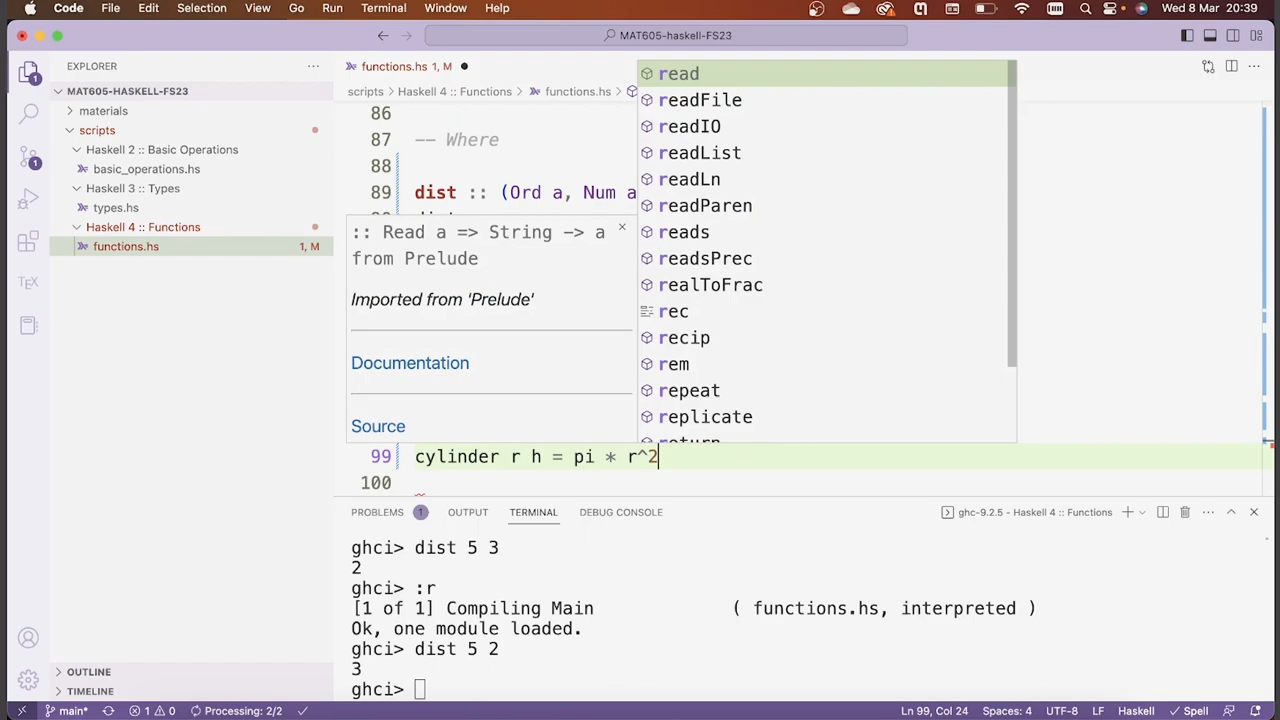 Code File Edit Selection View Go Run Terminal Window Help Wed 8 Mar 20:39
MAT605-haskell-FS23
EXPLORER
MAT605-HASKELL-FS23
materials
scripts
Haskell 2 :: Basic Operations
basic_operations.hs
Haskell 3 :: Types
types.hs
Haskell 4 :: Functions
functions.hs 1, M
OUTLINE
TIMELINE
functions.hs 1, M
scripts > Haskell 4 :: Functions > functions.hs >
86
87 -- Where
88
89 dist :: (Ord a, Num a
:: Read a => String -> a
from Prelude
Imported from 'Prelude'
Documentation
Source
read
readFile
readIO
readList
readLn
readParen
reads
readsPrec
realToFrac
rec
recip
rem
repeat
replicate
return
99 cylinder r h = pi * r^2
100
PROBLEMS 1 OUTPUT TERMINAL DEBUG CONSOLE ghc-9.2.5 - Haskell 4 :: Functions
ghci> dist 5 3
2
ghci> :r
[1 of 1] Compiling Main ( functions.hs, interpreted )
Ok, one module loaded.
ghci> dist 5 2
3
ghci>
main* 1 0 Processing: 2/2 Ln 99, Col 24 Spaces: 4 UTF-8 LF Haskell Spell